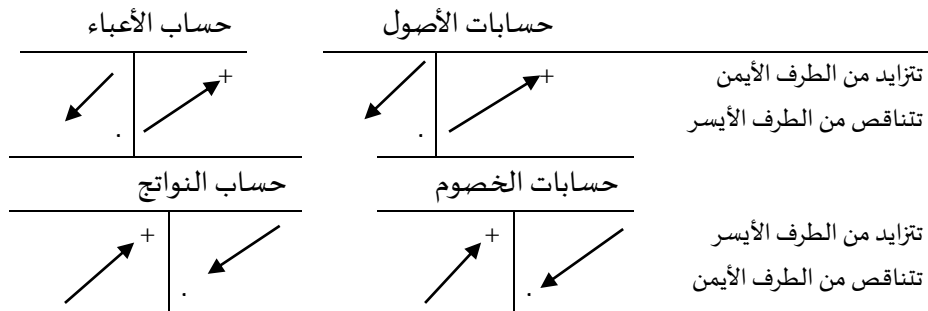 حسابات الأصول
حساب الأعباء
+
+
تتزايد من الطرف الأيمن
.
.
تتناقص من الطرف الأيسر
حسابات الخصوم
حساب النواتج
+
+
تتزايد من الطرف الأيسر
.
.
تتناقص من الطرف الأيمن